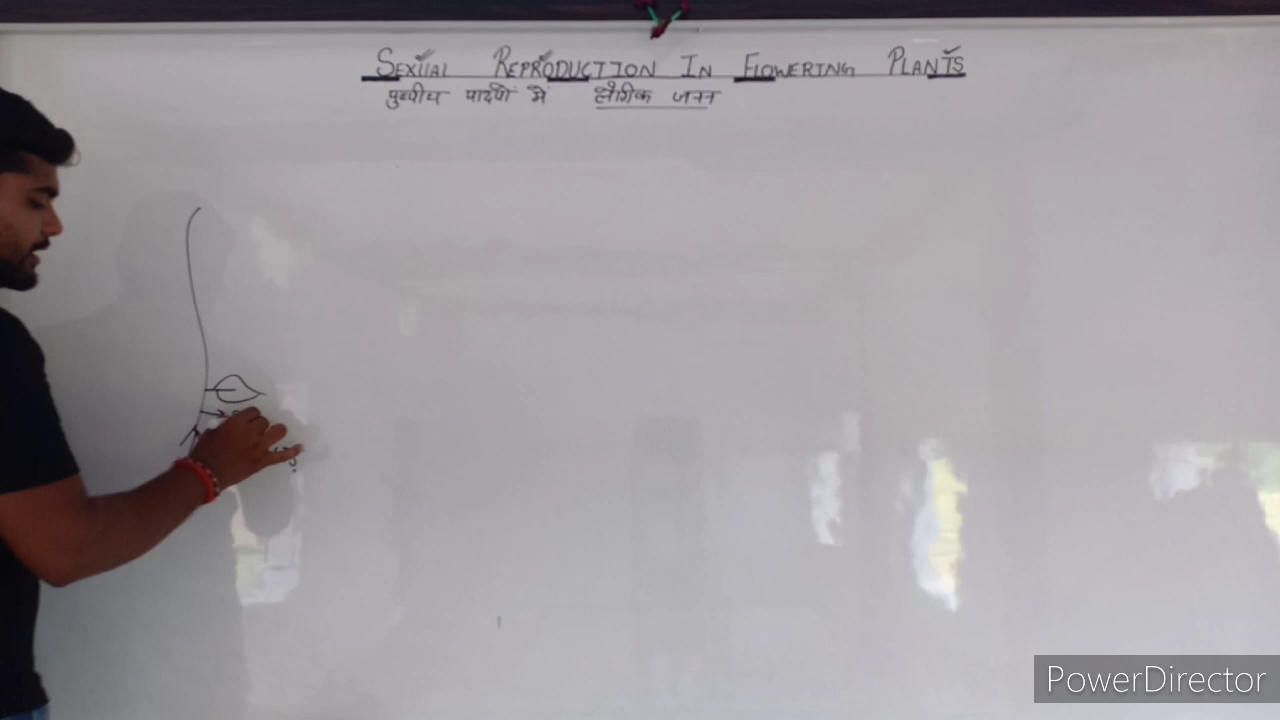 SEXUAL REPRODUCTION IN FLOWERING PLANTS
पुष्पीय पादपों में लैंगिक जनन
PowerDirector